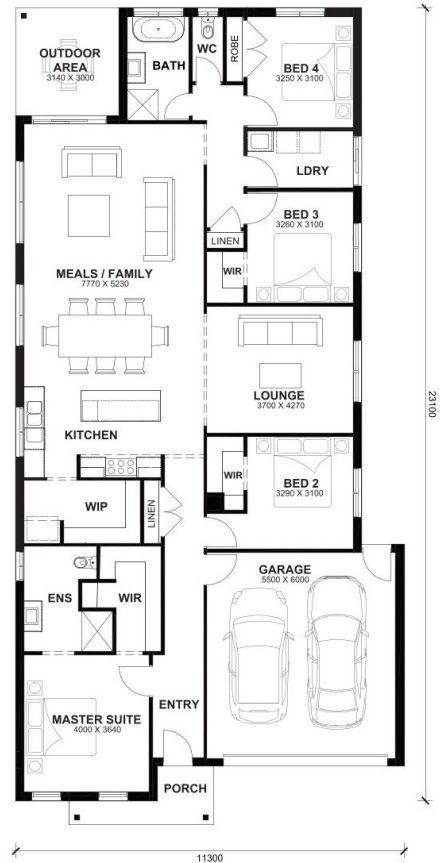 OUTDOOR
AREA
3140 X 3000
BATH
WC
ROBE
BED 4
3250 X 3100
LDRY
BED 3
3260 X 3100
LINEN
WIR
MEALS / FAMILY
7770 X 5230
LOUNGE
3700 X 4270
KITCHEN
WIR
BED 2
3290 X 3100
WIP
LINEN
GARAGE
5500 X 6000
ENS
WIR
ENTRY
MASTER SUITE
4000 X 3640
PORCH
23100
11300